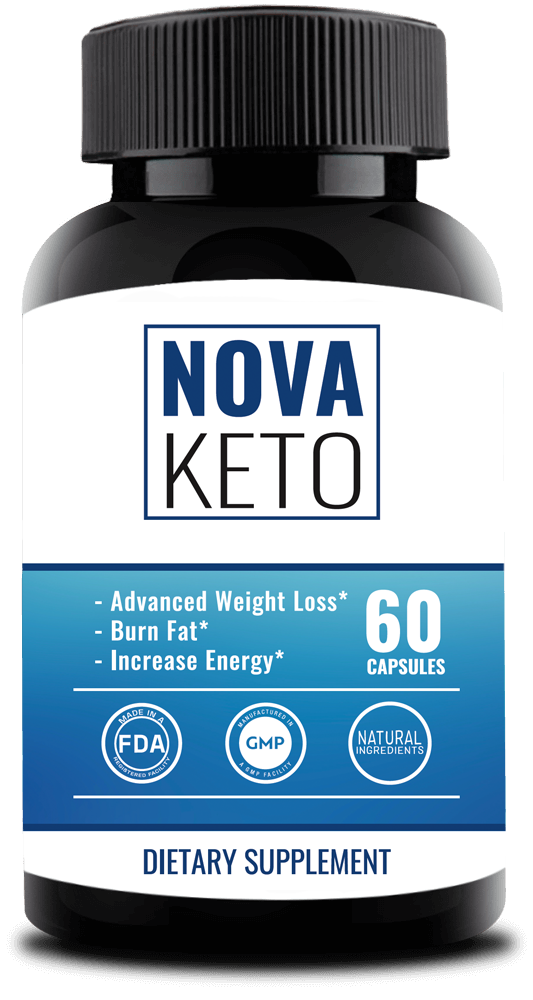 NOVA
KETO
- Advanced Weight Loss*
- Burn Fat*
- Increase Energy*
60
CAPSULES
MADE IN A
FDA
REGISTERED FACILITY
MANUFACTURED IN
GMP
A GMP FACILITY
NATURAL
INGREDIENTS
DIETARY SUPPLEMENT